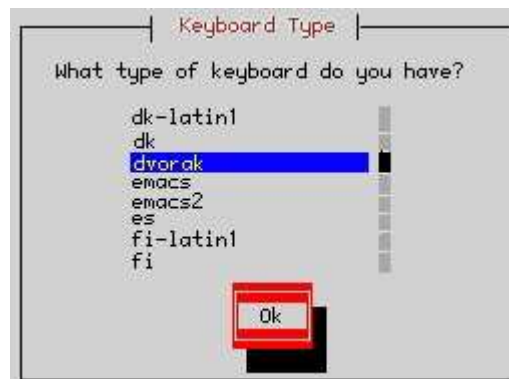 Keyboard Type
What type of keyboard do you have?
dk-latin1
dk
dvorak
emacs
emacs2
es
fi-latin1
fi
Ok